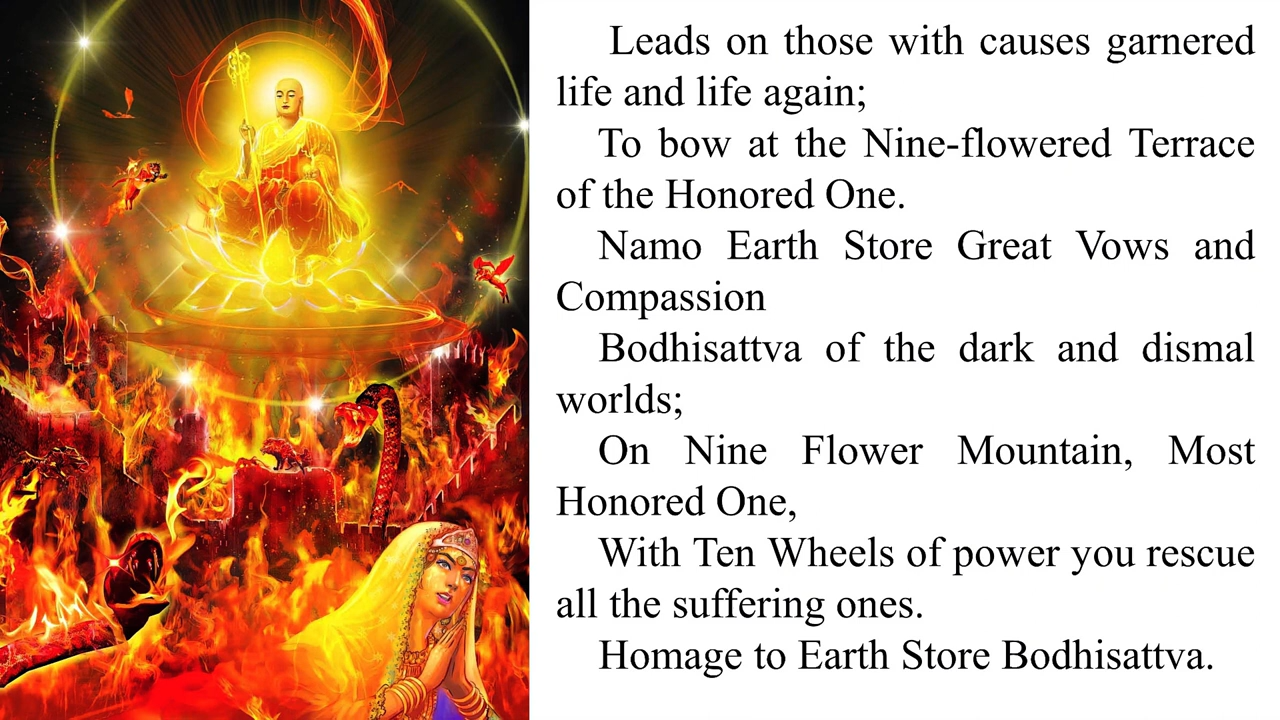 Leads on those with causes garnered
life and life again;
To bow at the Nine-flowered Terrace
of the Honored One.
Namo Earth Store Great Vows and
Compassion
Bodhisattva of the dark and dismal
worlds;
On Nine Flower Mountain, Most
Honored One,
With Ten Wheels of power you rescue
all the suffering ones.
Homage to Earth Store Bodhisattva.